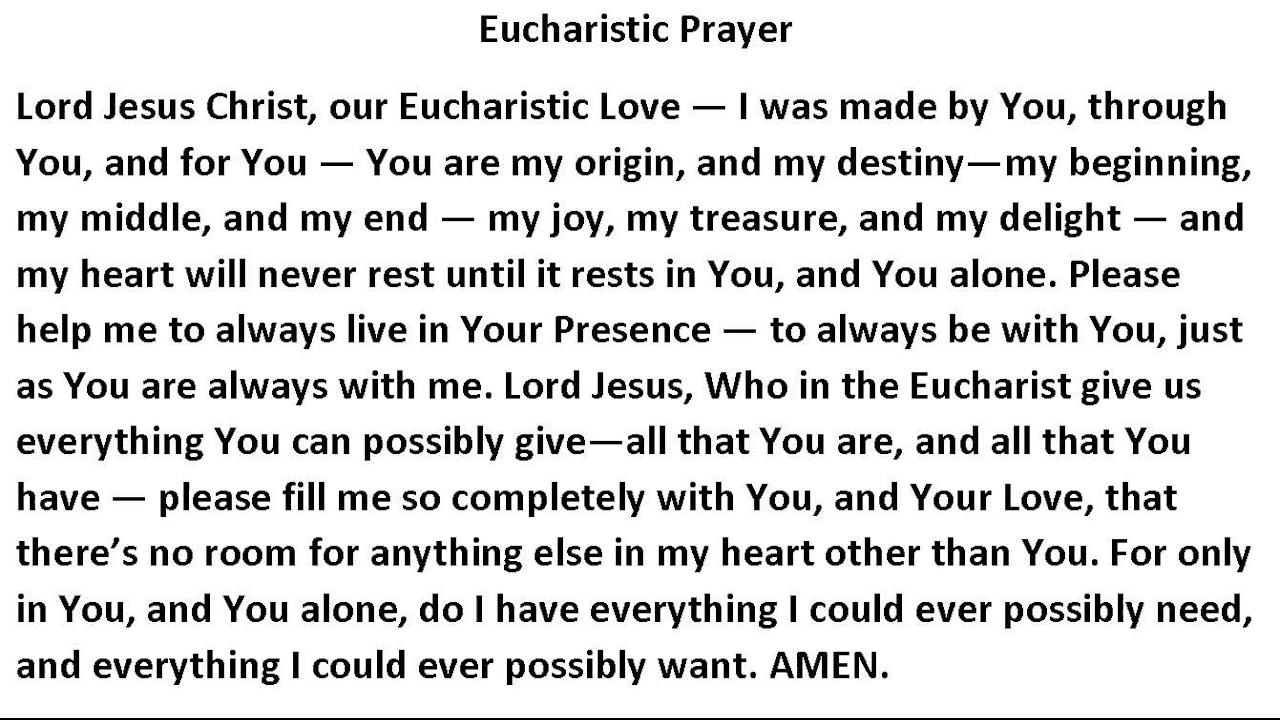 Eucharistic Prayer
Lord Jesus Christ, our Eucharistic Love — I was made by You, through
You, and for You — You are my origin, and my destiny—my beginning,
my middle, and my end — my joy, my treasure, and my delight — and
my heart will never rest until it rests in You, and You alone. Please
help me to always live in Your Presence — to always be with You, just
as You are always with me. Lord Jesus, Who in the Eucharist give us
everything You can possibly give—all that You are, and all that You
have — please fill me so completely with You, and Your Love, that
there’s no room for anything else in my heart other than You. For only
in You, and You alone, do I have everything I could ever possibly need,
and everything I could ever possibly want. AMEN.